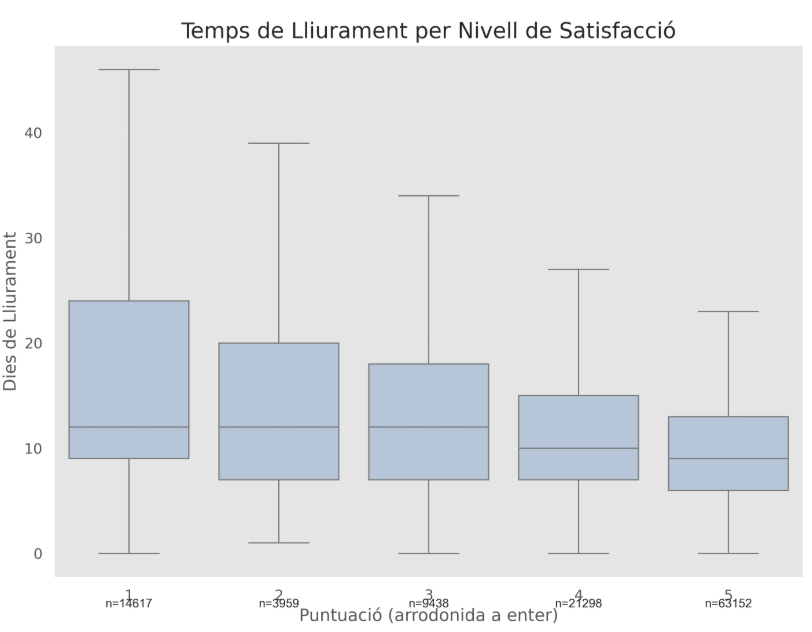 Temps de Lliurament per Nivell de Satisfacció
Dies de Lliurament
40
30
20
10
0
1 2 3 4 5
n=14617 n=3959 n=9438 n=21298 n=63152
Puntuació (arrodonida a enter)